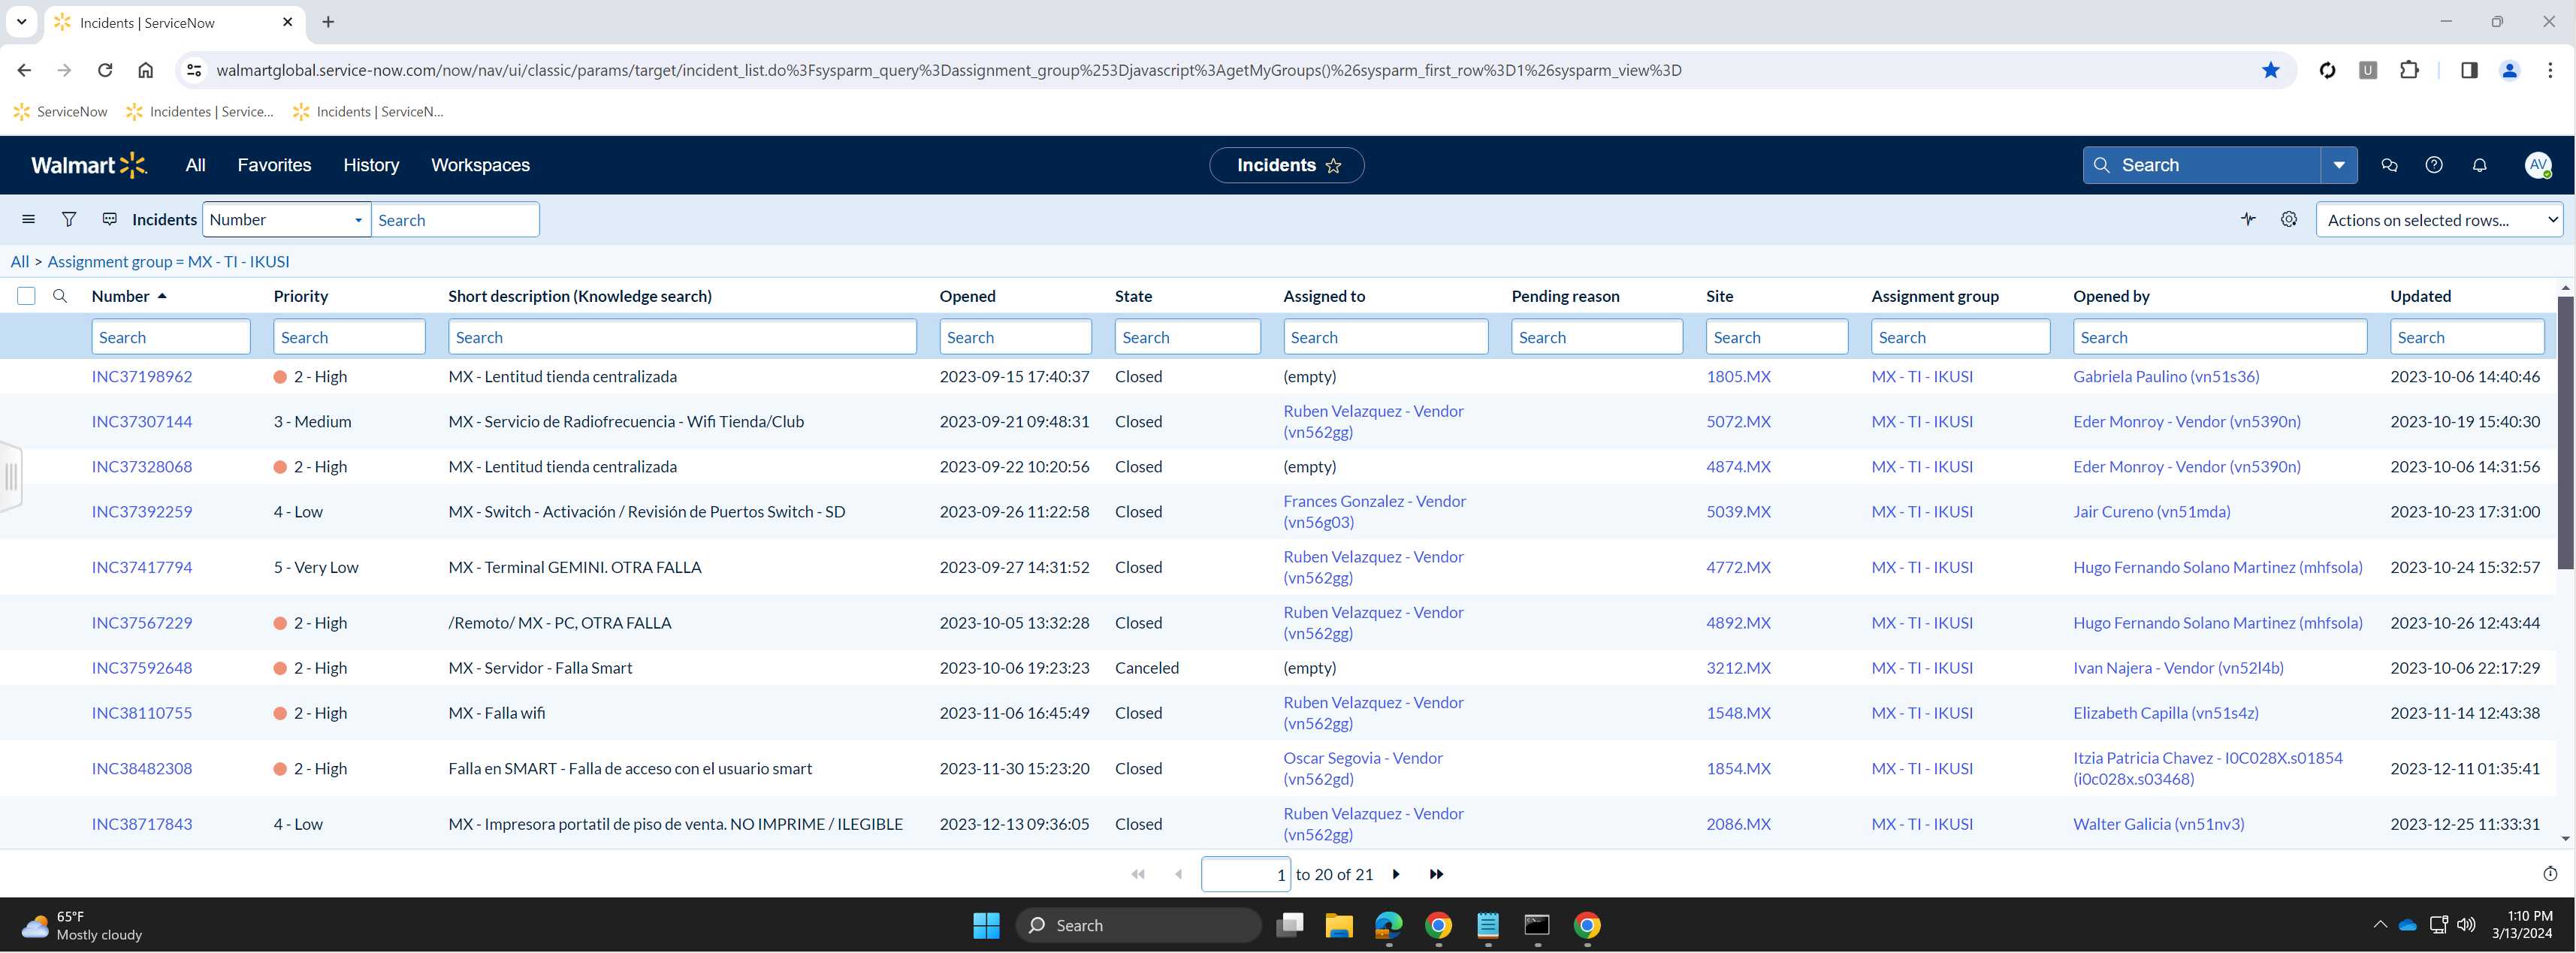 Incidents | ServiceNow
walmartglobal.service-now.com/now/nav/ui/classic/params/target/incident_list.do%3Fsysparm_query%3Dassignment_group%253Djavascript%3AgetMyGroups()%26sysparm_first_row%3D1%26sysparm_view%3D
U
ServiceNow Incidentes | Service... Incidents | ServiceN...
Walmart All Favorites History Workspaces Incidents Search AV
Incidents Number Search Actions on selected rows...
All > Assignment group = MX - TI - IKUSI
Number Priority Short description (Knowledge search) Opened State Assigned to Pending reason Site Assignment group Opened by Updated
Search Search Search Search Search Search Search Search Search Search Search
INC37198962 2 - High MX - Lentitud tienda centralizada 2023-09-15 17:40:37 Closed (empty) 1805.MX MX - TI - IKUSI Gabriela Paulino (vn51s36) 2023-10-06 14:40:46
INC37307144 3 - Medium MX - Servicio de Radiofrecuencia - Wifi Tienda/Club 2023-09-21 09:48:31 Closed Ruben Velazquez - Vendor (vn562gg) 5072.MX MX - TI - IKUSI Eder Monroy - Vendor (vn5390n) 2023-10-19 15:40:30
INC37328068 2 - High MX - Lentitud tienda centralizada 2023-09-22 10:20:56 Closed (empty) 4874.MX MX - TI - IKUSI Eder Monroy - Vendor (vn5390n) 2023-10-06 14:31:56
INC37392259 4 - Low MX - Switch - Activación / Revisión de Puertos Switch - SD 2023-09-26 11:22:58 Closed Frances Gonzalez - Vendor (vn56g03) 5039.MX MX - TI - IKUSI Jair Cureno (vn51mda) 2023-10-23 17:31:00
INC37417794 5 - Very Low MX - Terminal GEMINI. OTRA FALLA 2023-09-27 14:31:52 Closed Ruben Velazquez - Vendor (vn562gg) 4772.MX MX - TI - IKUSI Hugo Fernando Solano Martinez (mhfsola) 2023-10-24 15:32:57
INC37567229 2 - High /Remoto/ MX - PC, OTRA FALLA 2023-10-05 13:32:28 Closed Ruben Velazquez - Vendor (vn562gg) 4892.MX MX - TI - IKUSI Hugo Fernando Solano Martinez (mhfsola) 2023-10-26 12:43:44
INC37592648 2 - High MX - Servidor - Falla Smart 2023-10-06 19:23:23 Canceled (empty) 3212.MX MX - TI - IKUSI Ivan Najera - Vendor (vn52l4b) 2023-10-06 22:17:29
INC38110755 2 - High MX - Falla wifi 2023-11-06 16:45:49 Closed Ruben Velazquez - Vendor (vn562gg) 1548.MX MX - TI - IKUSI Elizabeth Capilla (vn51s4z) 2023-11-14 12:43:38
INC38482308 2 - High Falla en SMART - Falla de acceso con el usuario smart 2023-11-30 15:23:20 Closed Oscar Segovia - Vendor (vn562gd) 1854.MX MX - TI - IKUSI Itzia Patricia Chavez - I0C028X.s01854 (i0c028x.s03468) 2023-12-11 01:35:41
INC38717843 4 - Low MX - Impresora portatil de piso de venta. NO IMPRIME / ILEGIBLE 2023-12-13 09:36:05 Closed Ruben Velazquez - Vendor (vn562gg) 2086.MX MX - TI - IKUSI Walter Galicia (vn51nv3) 2023-12-25 11:33:31
1 to 20 of 21
65°F
Mostly cloudy
Search
1:10 PM
3/13/2024